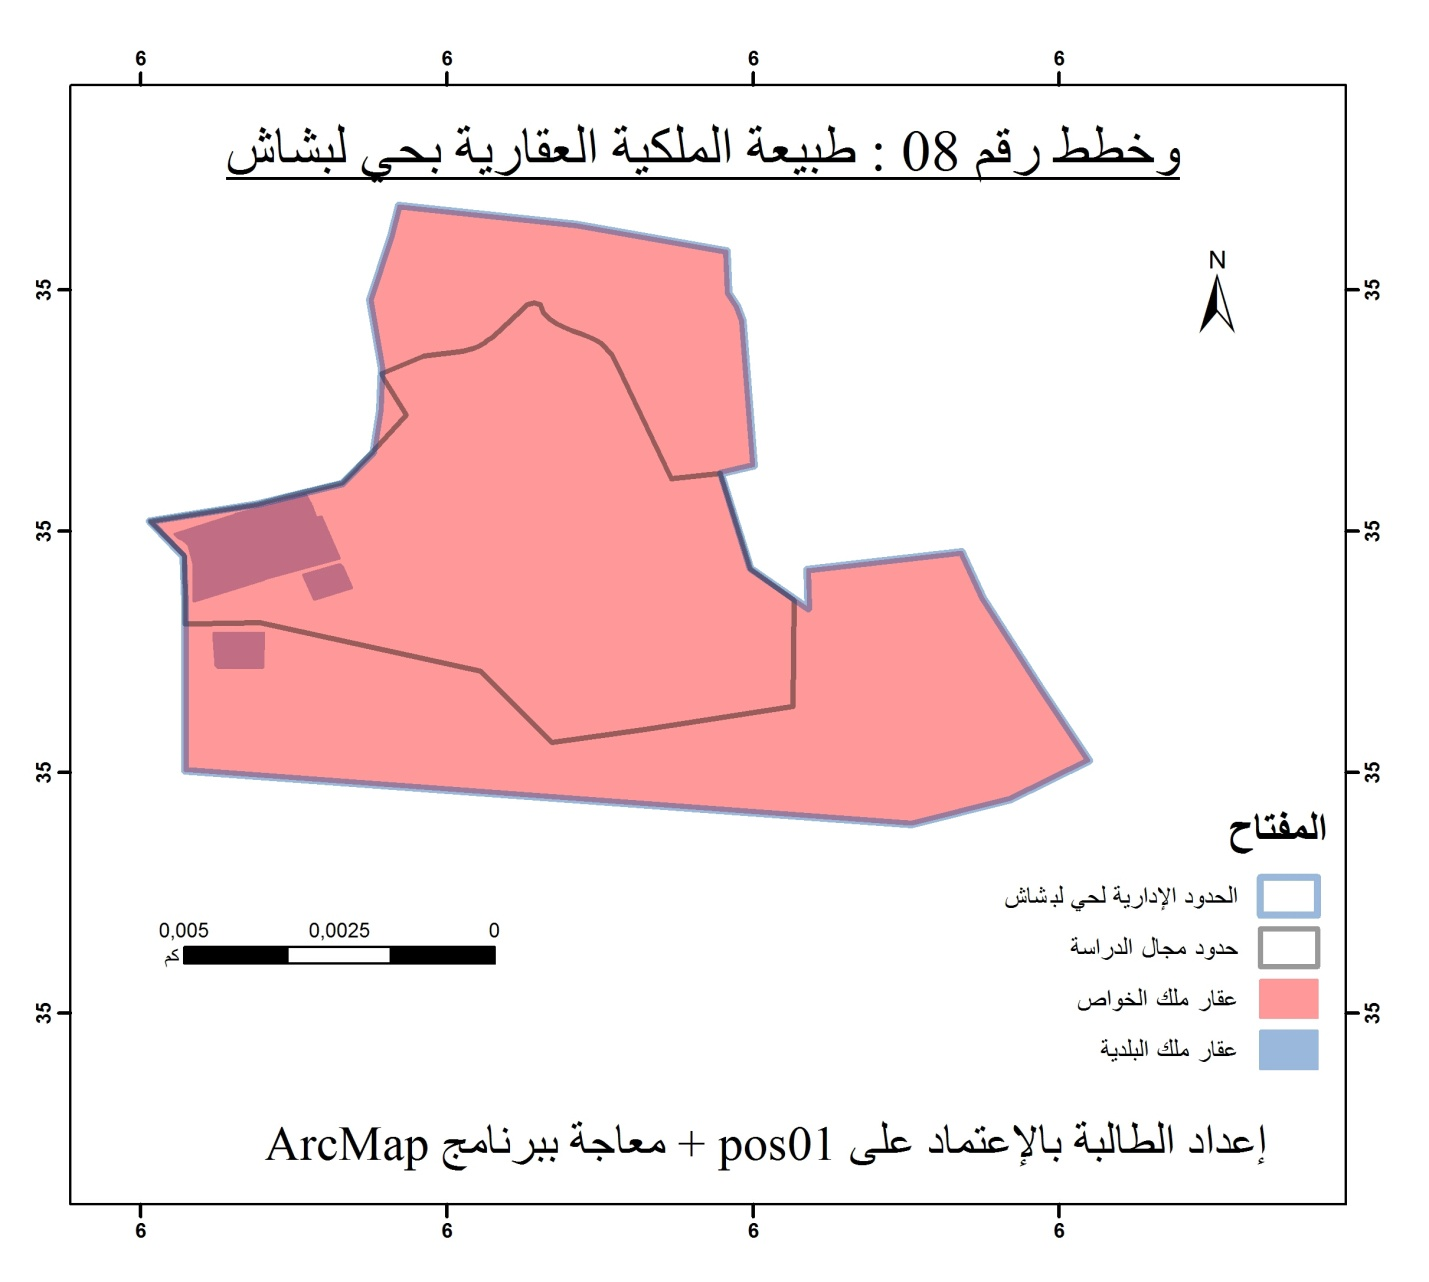 6 6 6 6
وخطط رقم 08 : طبيعة الملكية العقارية بحي لبشاش
N
35 35
35 35
35 35
المفتاح
الحدود الإدارية لحي لبشاش
حدود مجال الدراسة
عقار ملك الخواص
عقار ملك البلدية
0,005 0,0025 0
كم
35 35
إعداد الطالبة بالإعتماد على pos01 + معاجة ببرنامج ArcMap
6 6 6 6